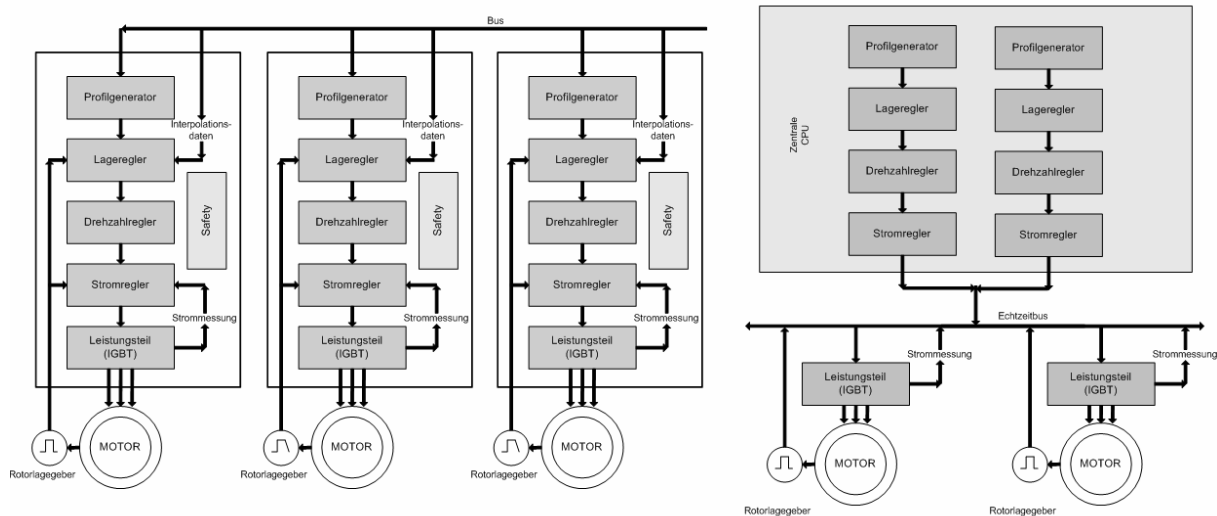 Bus
Profilgenerator
Interpolations-
daten
Lageregler
Drehzahlregler
Safety
Stromregler
Strommessung
Leistungsteil
(IGBT)
MOTOR
Rotorlagegeber
Profilgenerator
Interpolations-
daten
Lageregler
Drehzahlregler
Safety
Stromregler
Strommessung
Leistungsteil
(IGBT)
MOTOR
Rotorlagegeber
Profilgenerator
Interpolations-
daten
Lageregler
Drehzahlregler
Safety
Stromregler
Strommessung
Leistungsteil
(IGBT)
MOTOR
Rotorlagegeber
Zentrale
CPU
Profilgenerator
Lageregler
Drehzahlregler
Stromregler
Profilgenerator
Lageregler
Drehzahlregler
Stromregler
Echtzeitbus
Strommessung
Leistungsteil
(IGBT)
MOTOR
Rotorlagegeber
Strommessung
Leistungsteil
(IGBT)
MOTOR
Rotorlagegeber